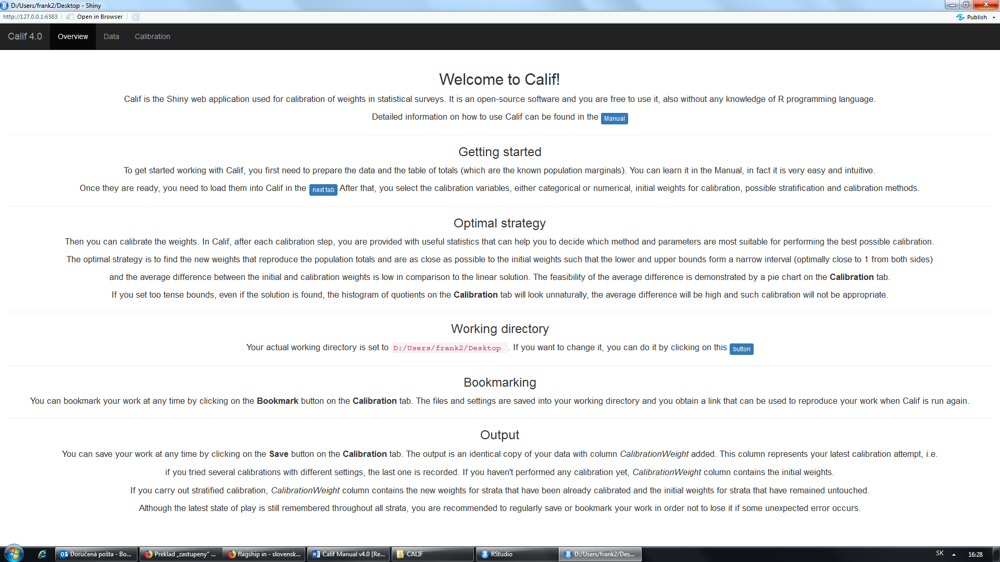 D:/Users/frank2/Desktop - Shiny
http://127.0.0.1:6583 Open in Browser Publish
Calif 4.0 Overview Data Calibration
Welcome to Calif!
Calif is the Shiny web application used for calibration of weights in statistical surveys. It is an open-source software and you are free to use it, also without any knowledge of R programming language.
Detailed information on how to use Calif can be found in the Manual
Getting started
To get started working with Calif, you first need to prepare the data and the table of totals (which are the known population marginals). You can learn it in the Manual, in fact it is very easy and intuitive.
Once they are ready, you need to load them into Calif in the next tab After that, you select the calibration variables, either categorical or numerical, initial weights for calibration, possible stratification and calibration methods.
Optimal strategy
Then you can calibrate the weights. In Calif, after each calibration step, you are provided with useful statistics that can help you to decide which method and parameters are most suitable for performing the best possible calibration.
The optimal strategy is to find the new weights that reproduce the population totals and are as close as possible to the initial weights such that the lower and upper bounds form a narrow interval (optimally close to 1 from both sides)
and the average difference between the initial and calibration weights is low in comparison to the linear solution. The feasibility of the average difference is demonstrated by a pie chart on the Calibration tab.
If you set too tense bounds, even if the solution is found, the histogram of quotients on the Calibration tab will look unnaturally, the average difference will be high and such calibration will not be appropriate.
Working directory
Your actual working directory is set to D:/Users/frank2/Desktop . If you want to change it, you can do it by clicking on this button
Bookmarking
You can bookmark your work at any time by clicking on the Bookmark button on the Calibration tab. The files and settings are saved into your working directory and you obtain a link that can be used to reproduce your work when Calif is run again.
Output
You can save your work at any time by clicking on the Save button on the Calibration tab. The output is an identical copy of your data with column CalibrationWeight added. This column represents your latest calibration attempt, i.e.
if you tried several calibrations with different settings, the last one is recorded. If you haven't performed any calibration yet, CalibrationWeight column contains the initial weights.
If you carry out stratified calibration, CalibrationWeight column contains the new weights for strata that have been already calibrated and the initial weights for strata that have remained untouched.
Although the latest state of play is still remembered throughout all strata, you are recommended to regularly save or bookmark your work in order not to lose it if some unexpected error occurs.
Doručená pošta - Bo... Preklad „zastupeny“ ... flagship in - slovensk... Calif Manual v4.0 [Re... CALIF RStudio D:/Users/frank2/Des... SK 16:28